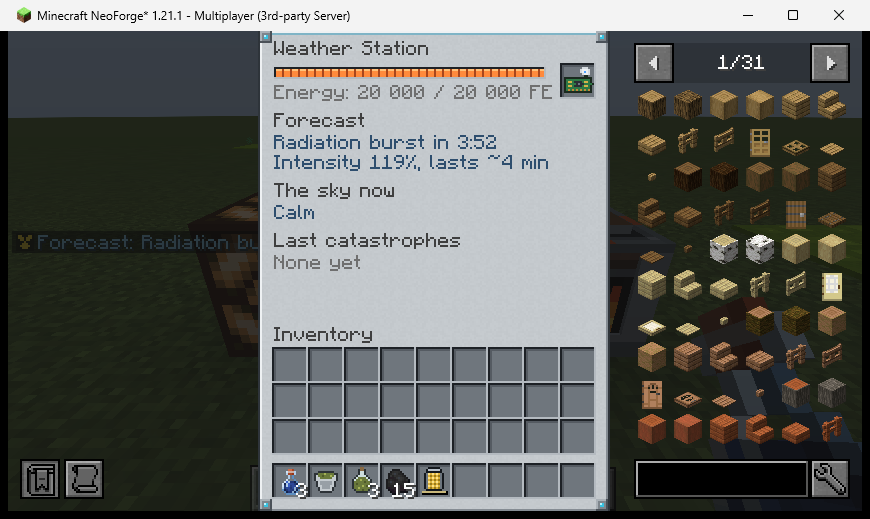 Minecraft NeoForge* 1.21.1 - Multiplayer (3rd-party Server)
Weather Station
Energy: 20 000 / 20 000 FE
Forecast
Radiation burst in 3:52
Intensity 119%, lasts ~4 min
The sky now
Calm
Last catastrophes
None yet
Inventory
3
3
15
Forecast: Radiation bu
1/31